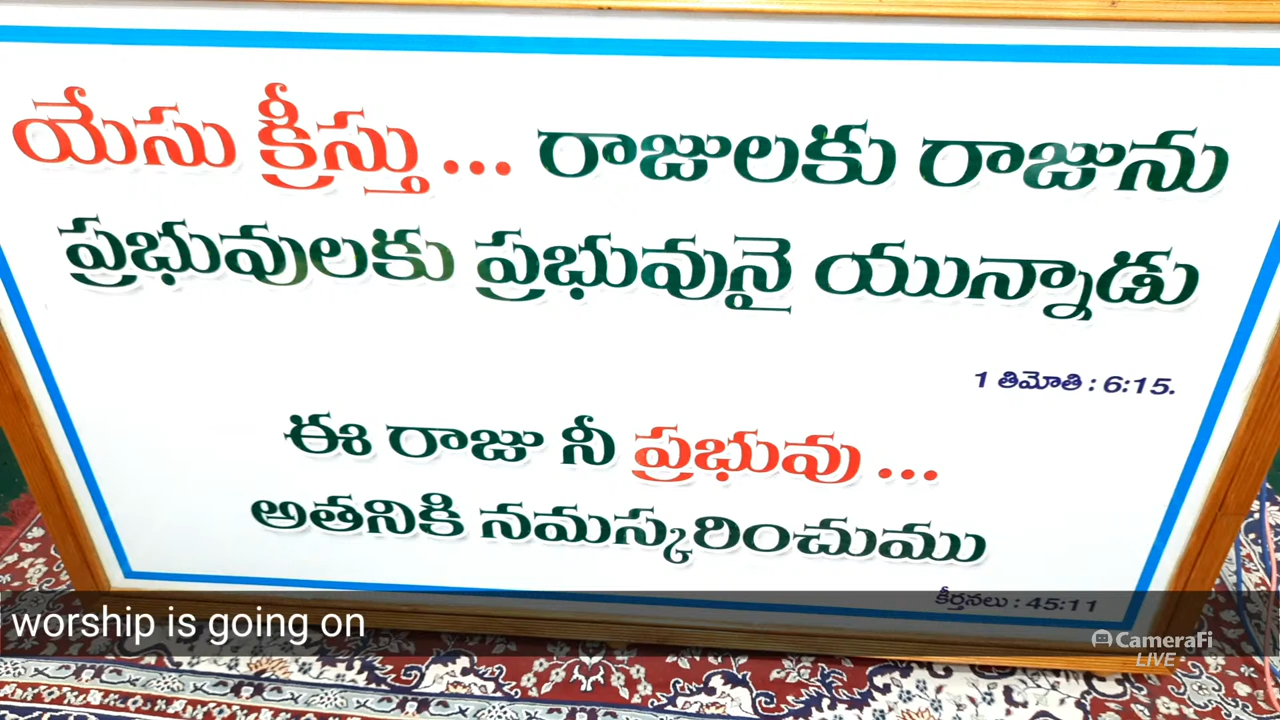 యేసు క్రీస్తు ... రాజులకు రాజును
ప్రభువులకు ప్రభువునై యున్నాడు
1 తిమోతి : 6:15.
ఈ రాజు నీ ప్రభువు ...
అతనికి నమస్కరించుము
కీర్తనలు : 45:11
worship is going on
CameraFi
LIVE